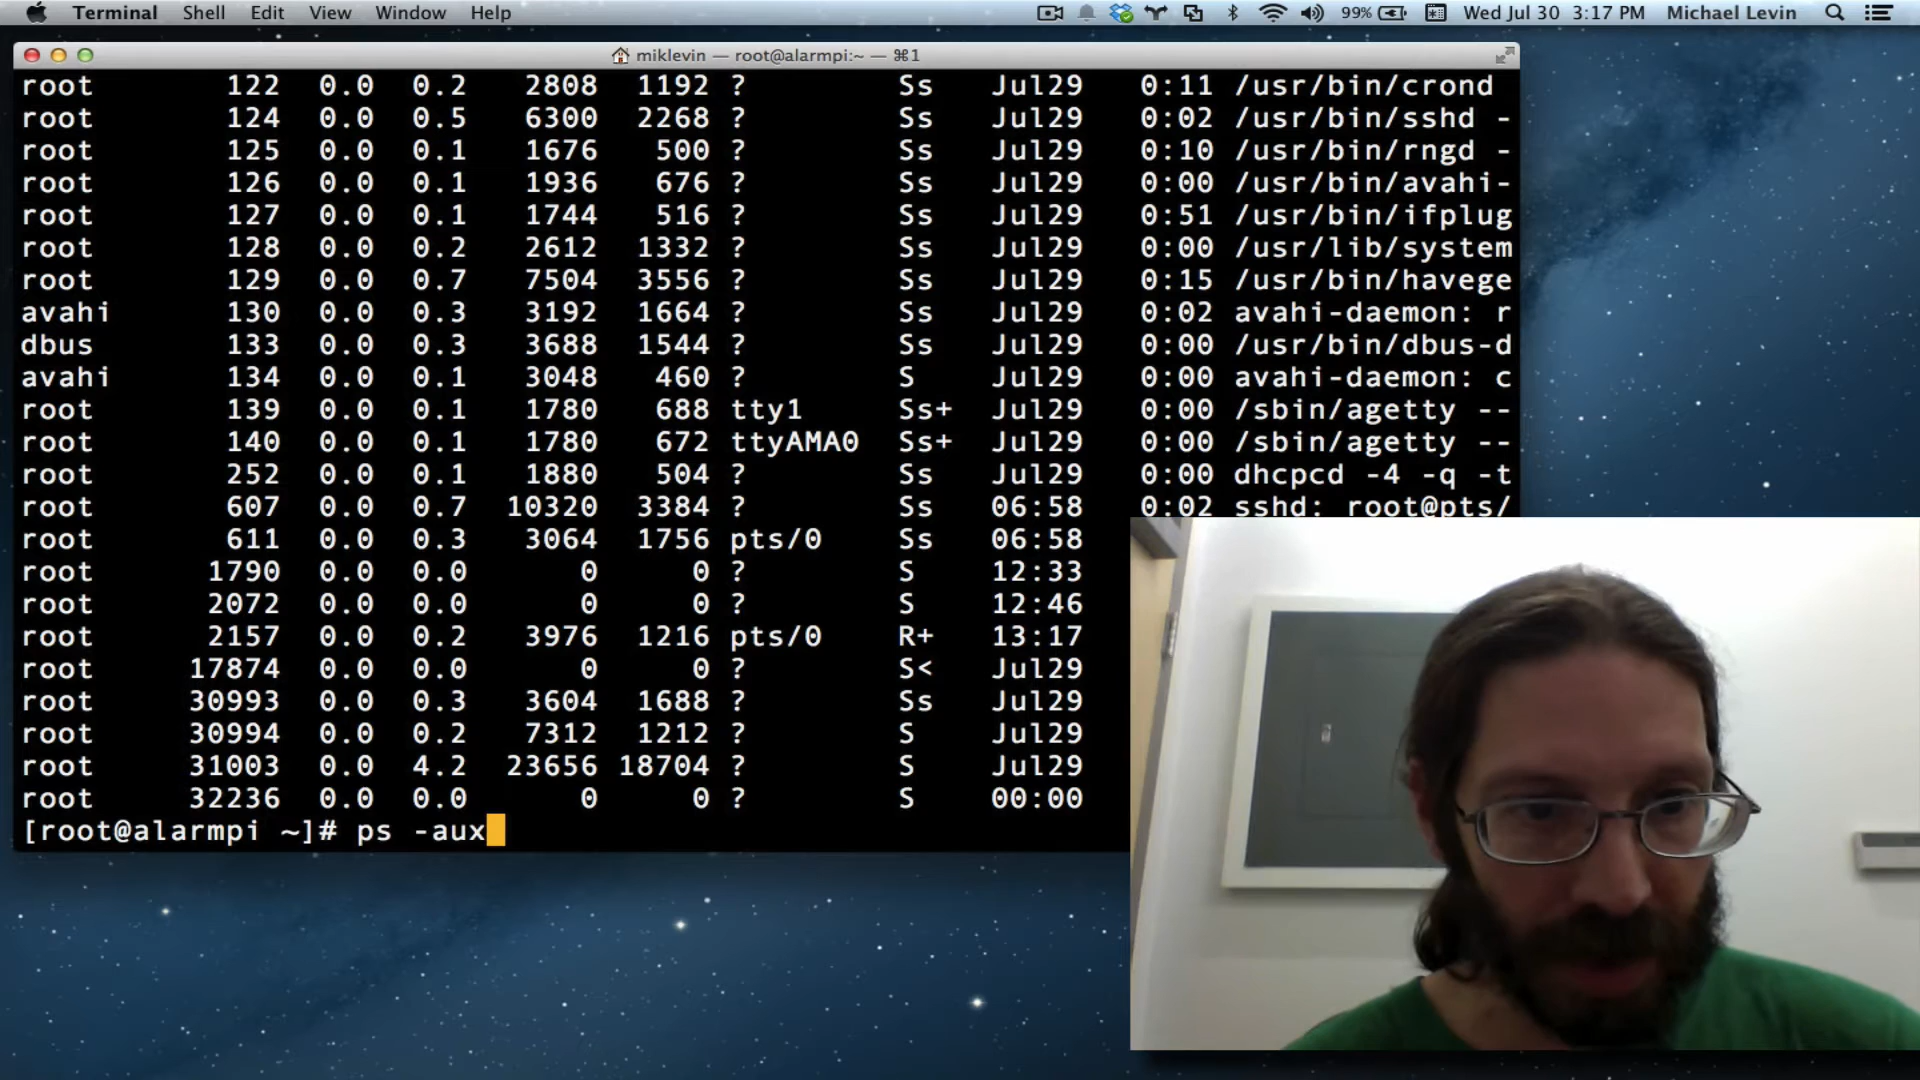 Terminal Shell Edit View Window Help 99% Wed Jul 30 3:17 PM Michael Levin
miklevin — root@alarmpi:~ — ⌘1
root 122 0.0 0.2 2808 1192 ? Ss Jul29 0:11 /usr/bin/crond
root 124 0.0 0.5 6300 2268 ? Ss Jul29 0:02 /usr/bin/sshd -
root 125 0.0 0.1 1676 500 ? Ss Jul29 0:10 /usr/bin/rngd -
root 126 0.0 0.1 1936 676 ? Ss Jul29 0:00 /usr/bin/avahi-
root 127 0.0 0.1 1744 516 ? Ss Jul29 0:51 /usr/bin/ifplug
root 128 0.0 0.2 2612 1332 ? Ss Jul29 0:00 /usr/lib/system
root 129 0.0 0.7 7504 3556 ? Ss Jul29 0:15 /usr/bin/havege
avahi 130 0.0 0.3 3192 1664 ? Ss Jul29 0:02 avahi-daemon: r
dbus 133 0.0 0.3 3688 1544 ? Ss Jul29 0:00 /usr/bin/dbus-d
avahi 134 0.0 0.1 3048 460 ? S Jul29 0:00 avahi-daemon: c
root 139 0.0 0.1 1780 688 tty1 Ss+ Jul29 0:00 /sbin/agetty --
root 140 0.0 0.1 1780 672 ttyAMA0 Ss+ Jul29 0:00 /sbin/agetty --
root 252 0.0 0.1 1880 504 ? Ss Jul29 0:00 dhcpcd -4 -q -t
root 607 0.0 0.7 10320 3384 ? Ss 06:58 0:02 sshd: root@pts/
root 611 0.0 0.3 3064 1756 pts/0 Ss 06:58
root 1790 0.0 0.0 0 0 ? S 12:33
root 2072 0.0 0.0 0 0 ? S 12:46
root 2157 0.0 0.2 3976 1216 pts/0 R+ 13:17
root 17874 0.0 0.0 0 0 ? S< Jul29
root 30993 0.0 0.3 3604 1688 ? Ss Jul29
root 30994 0.0 0.2 7312 1212 ? S Jul29
root 31003 0.0 4.2 23656 18704 ? S Jul29
root 32236 0.0 0.0 0 0 ? S 00:00
[root@alarmpi ~]# ps -aux